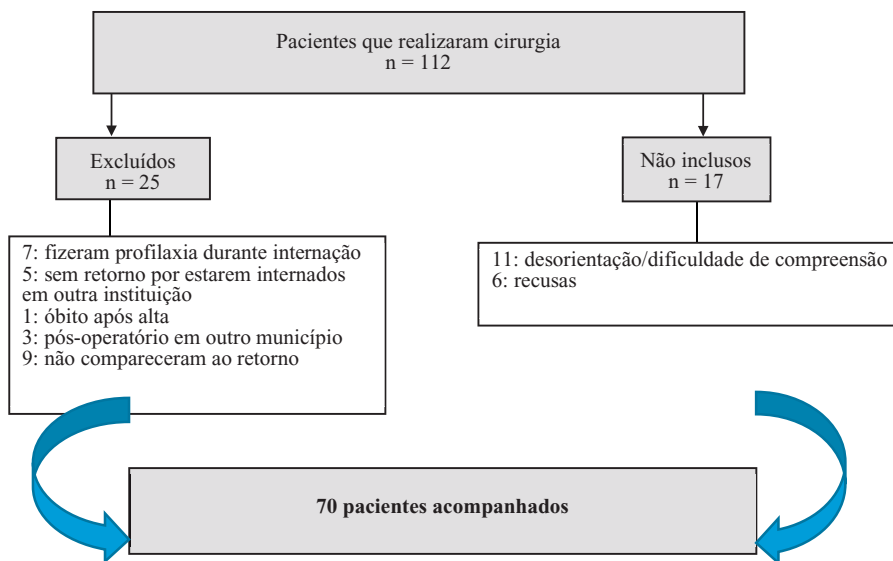 Pacientes que realizaram cirurgia
n = 112
Excluídos
n = 25
Não inclusos
n = 17
7: fizeram profilaxia durante internação
5: sem retorno por estarem internados
em outra instituição
1: óbito após alta
3: pós-operatório em outro município
9: não compareceram ao retorno
11: desorientação/dificuldade de compreensão
6: recusas
70 pacientes acompanhados